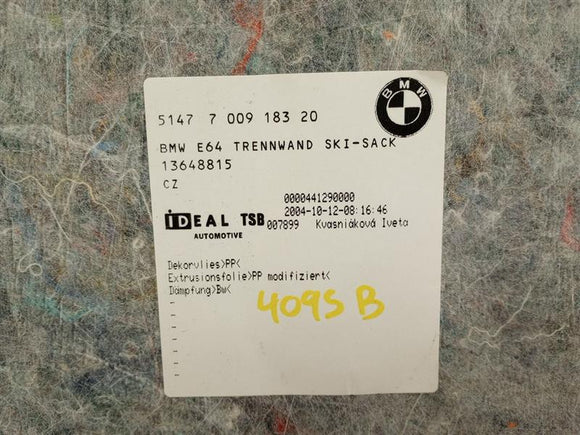 BMW
5147 7 009 183 20
BMW E64 TRENNWAND SKI-SACK
13648815
CZ
0000441290000
2004-10-12-08:16:46
IDEAL TSB 007899 Kvasniáková Iveta
AUTOMOTIVE
Dekorvlies>PP<
Extrusionsfolie>PP modifiziert<
Dämpfung>BW<
-
-
-
-
-
-
4095 B